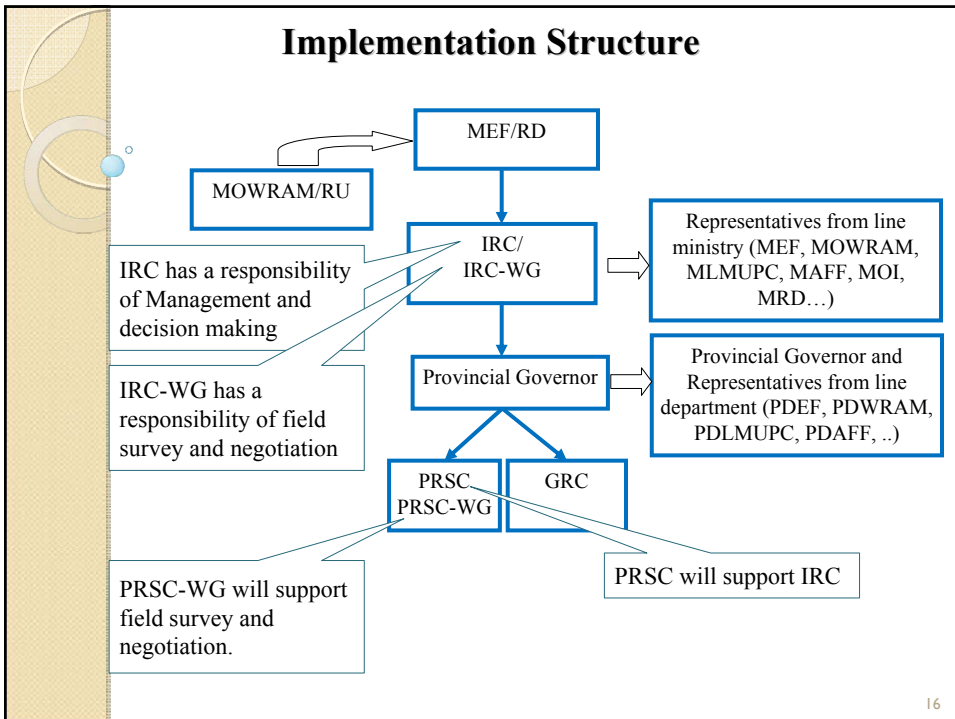 Implementation Structure
MEF/RD
MOWRAM/RU
IRC/
IRC-WG
Representatives from line
ministry (MEF, MOWRAM,
MLMUPC, MAFF, MOI,
MRD…)
IRC has a responsibility
of Management and
decision making
Provincial Governor
Provincial Governor and
Representatives from line
department (PDEF, PDWRAM,
PDLMUPC, PDAFF, ..)
IRC-WG has a
responsibility of field
survey and negotiation
PRSC
PRSC-WG
GRC
PRSC-WG will support
field survey and
negotiation.
PRSC will support IRC
16